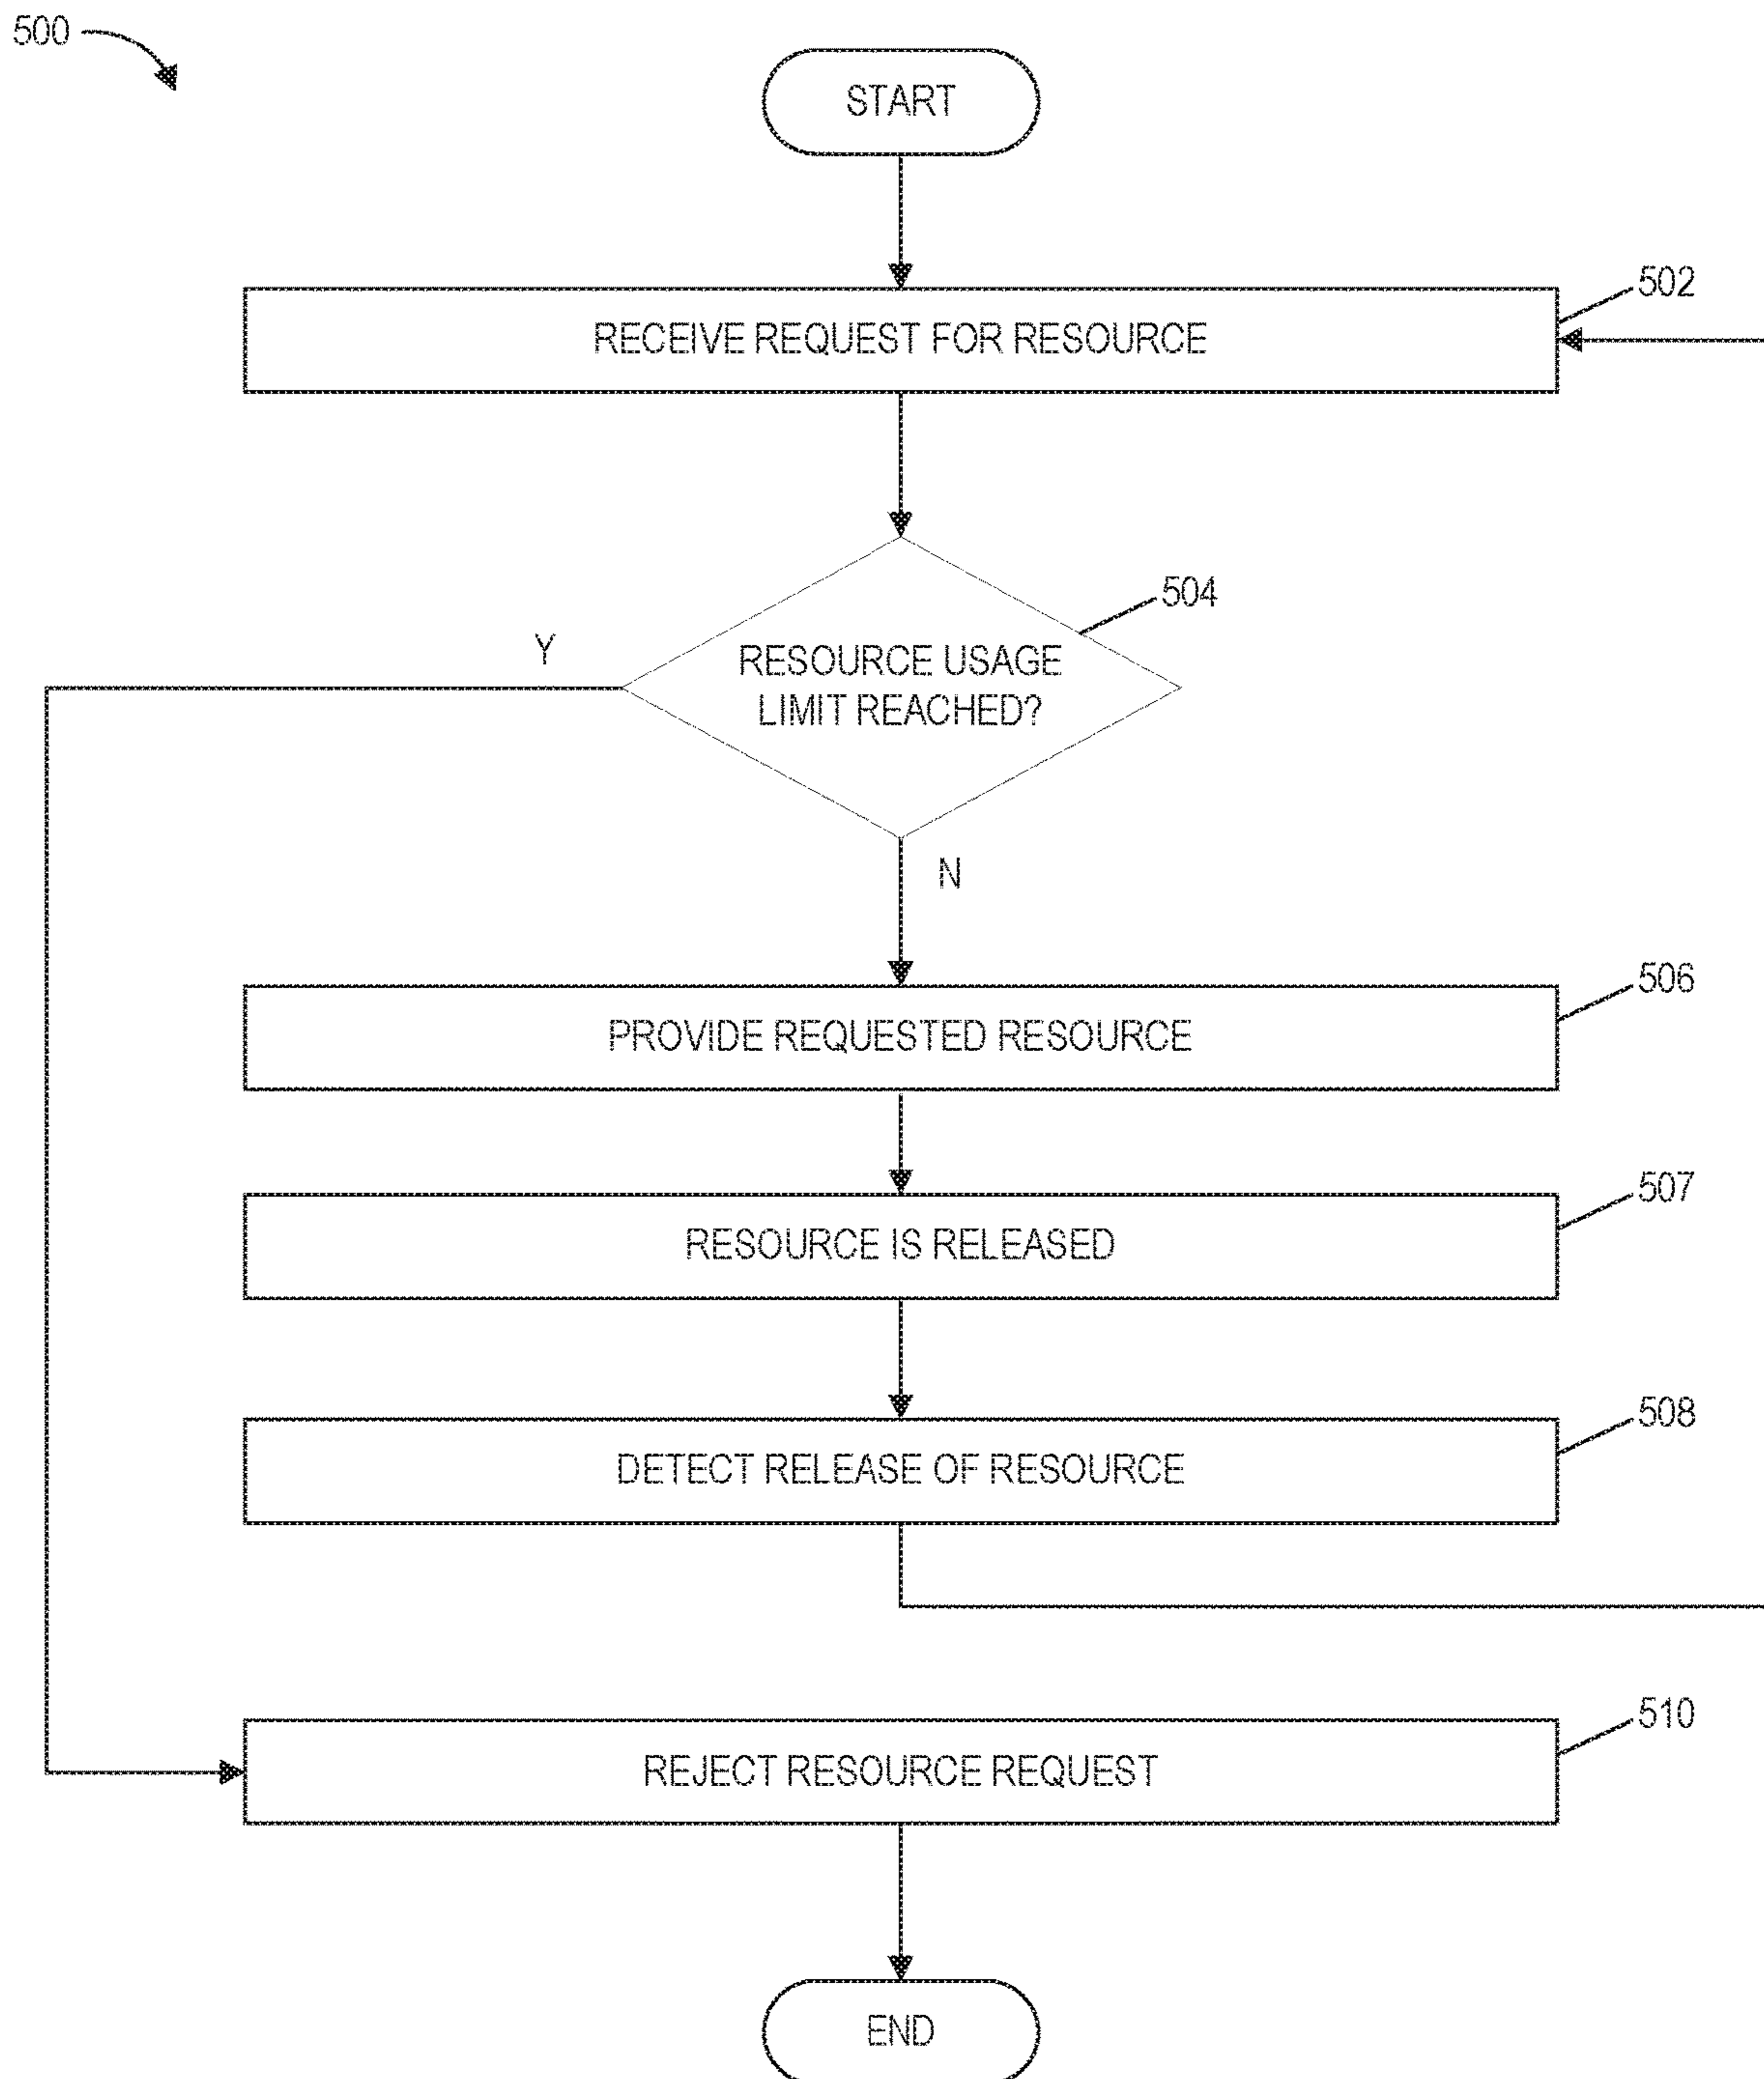 500
START
502
RECEIVE REQUEST FOR RESOURCE
504
Y
RESOURCE USAGE
LIMIT REACHED?
N
506
PROVIDE REQUESTED RESOURCE
507
RESOURCE IS RELEASED
508
DETECT RELEASE OF RESOURCE
510
REJECT RESOURCE REQUEST
END